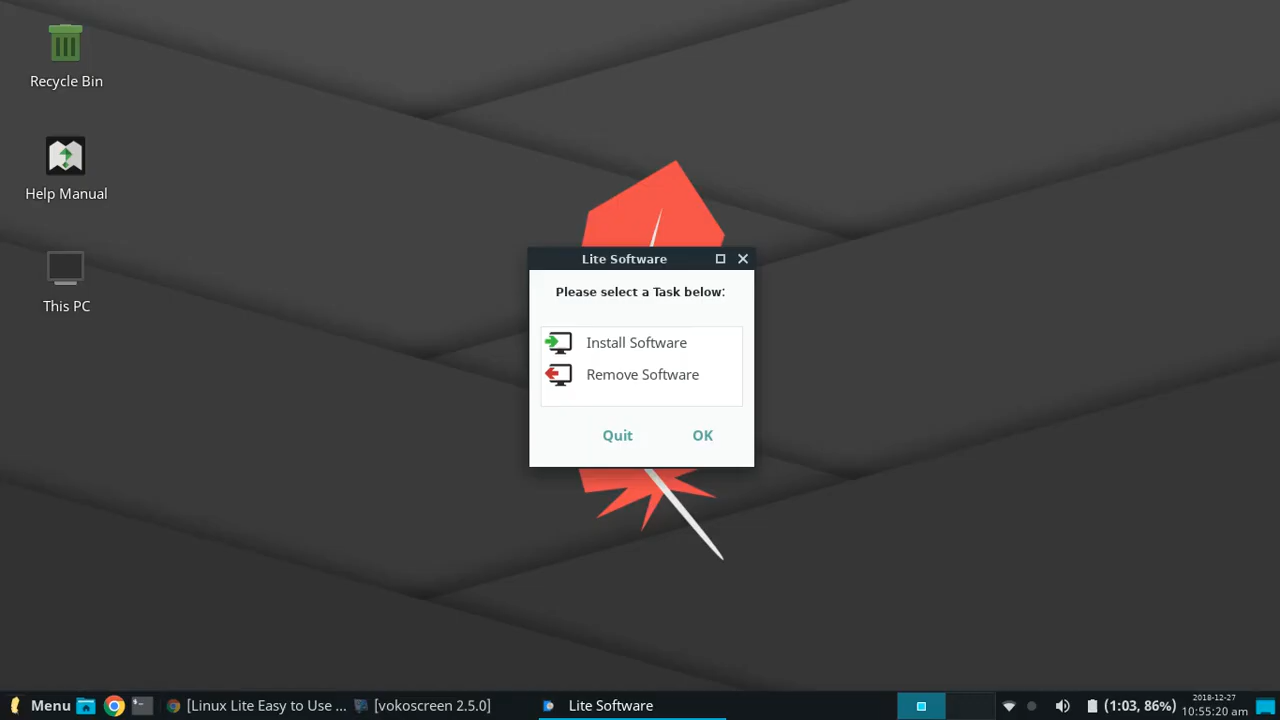 Recycle Bin
Help Manual
This PC
Lite Software
Please select a Task below:
Install Software
Remove Software
Quit
OK
Menu
[Linux Lite Easy to Use ...
[vokoscreen 2.5.0]
Lite Software
(1:03, 86%)
2018-12-27
10:55:20 am